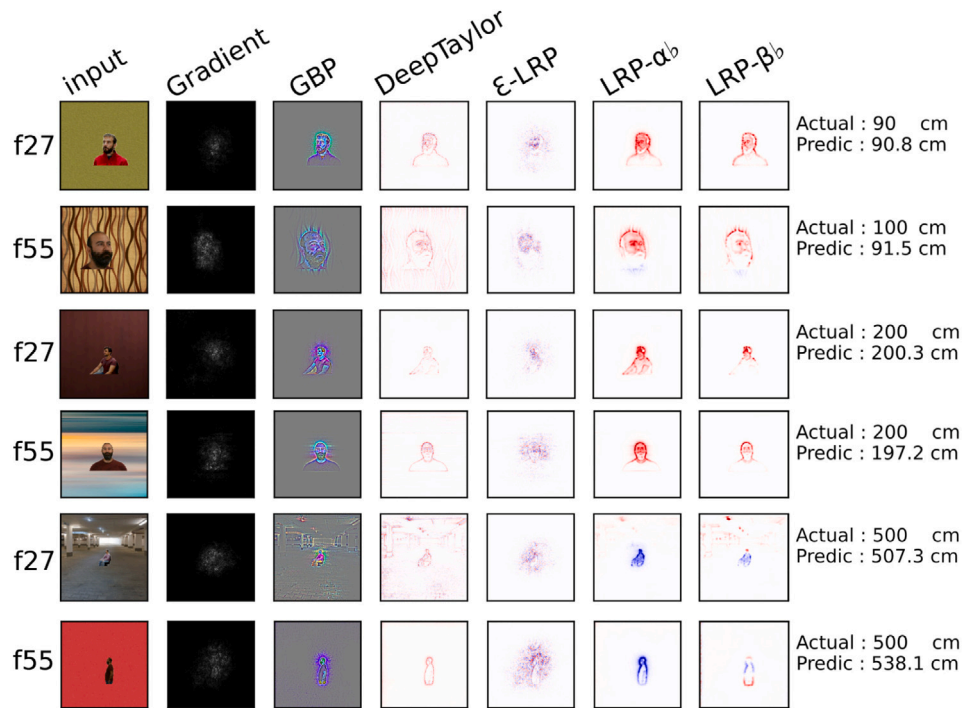 input Gradient GBP DeepTaylor Ɛ-LRP LRP-α♭ LRP-β♭
f27 Actual : 90 cm
Predic : 90.8 cm
f55 Actual : 100 cm
Predic : 91.5 cm
f27 Actual : 200 cm
Predic : 200.3 cm
f55 Actual : 200 cm
Predic : 197.2 cm
f27 Actual : 500 cm
Predic : 507.3 cm
f55 Actual : 500 cm
Predic : 538.1 cm